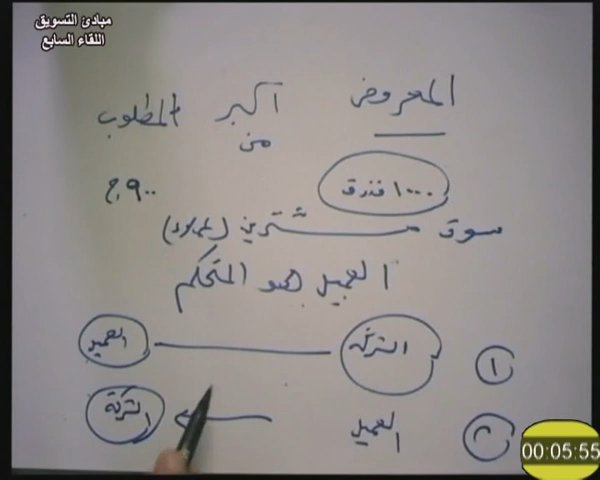 مبادئ التسويق
اللقاء السابع
المعروض أكبر من المطلوب
١٠٠٠ فندق ٩٠٠ ج
سوق مشترين (العملاء)
العميل هو المتحكم
١ الشركة العميل
٢ العميل الشركة
00:05:55